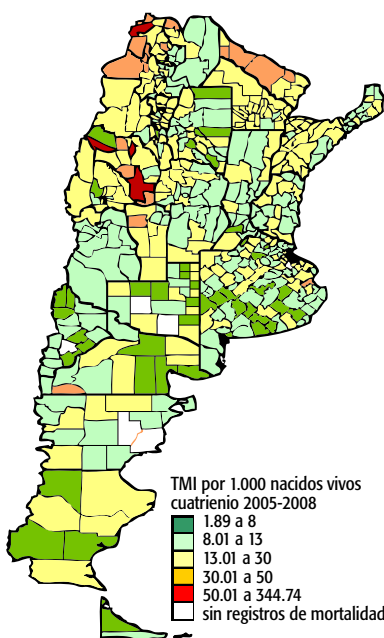 TMI por 1.000 nacidos vivos
cuatrienio 2005-2008
1.89 a 8
8.01 a 13
13.01 a 30
30.01 a 50
50.01 a 344.74
sin registros de mortalidad